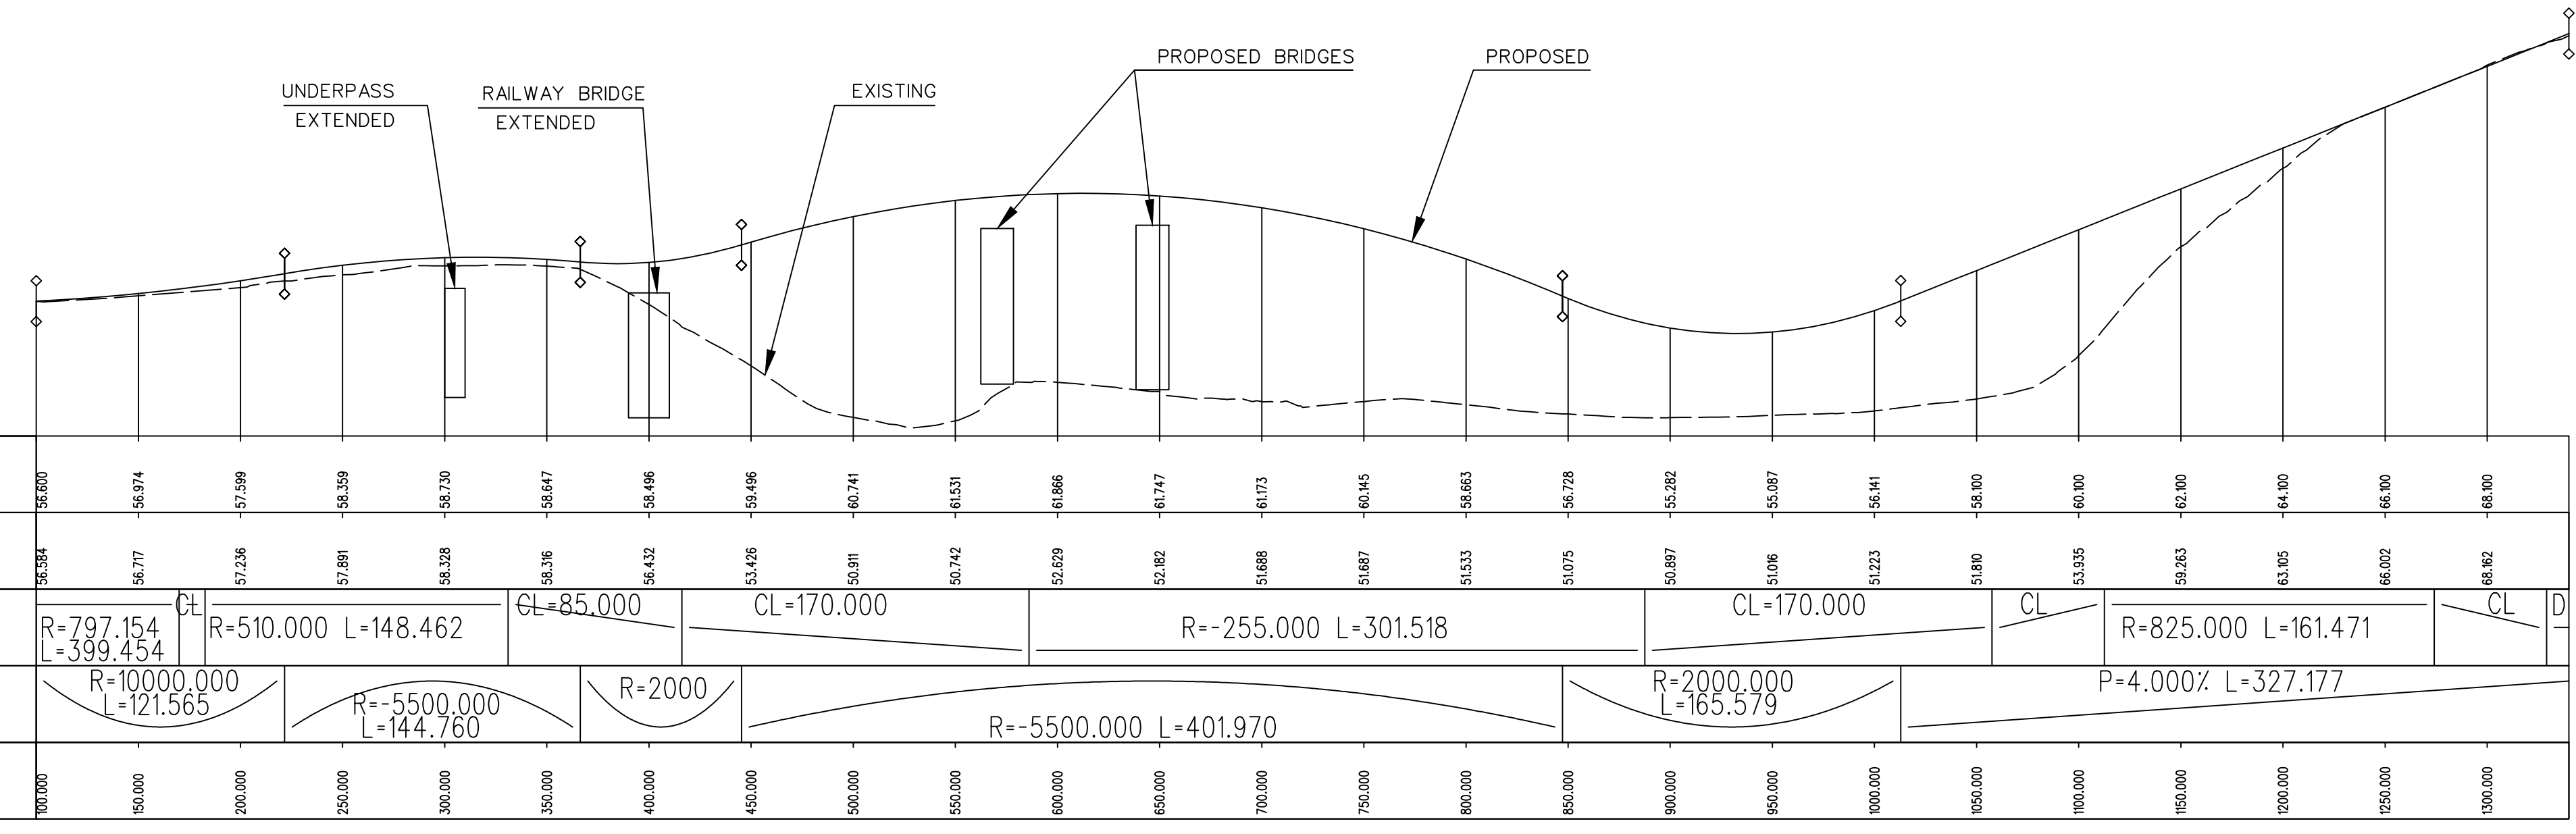 PROPOSED BRIDGES
PROPOSED
UNDERPASS
EXTENDED
RAILWAY BRIDGE
EXTENDED
EXISTING
56.600 56.974 57.599 58.359 58.730 58.647 58.496 59.496 60.741 61.531 61.866 61.747 61.173 60.145 58.663 56.728 55.282 55.087 56.141 58.100 60.100 62.100 64.100 66.100 68.100
56.584 56.717 57.236 57.891 58.328 58.316 56.432 53.426 50.911 50.742 52.629 52.182 51.688 51.687 51.533 51.075 50.897 51.016 51.223 51.810 53.935 59.263 63.105 66.002 68.162
CL CL=85.000 CL=170.000 CL=170.000 CL CL D
R=797.154 R=510.000 L=148.462 R=-255.000 L=301.518 R=825.000 L=161.471
L=399.454
R=10000.000 R=2000 R=2000.000 P=4.000% L=327.177
L=121.565 R=-5500.000 L=165.579
L=144.760 R=-5500.000 L=401.970
100.000 150.000 200.000 250.000 300.000 350.000 400.000 450.000 500.000 550.000 600.000 650.000 700.000 750.000 800.000 850.000 900.000 950.000 1000.000 1050.000 1100.000 1150.000 1200.000 1250.000 1300.000